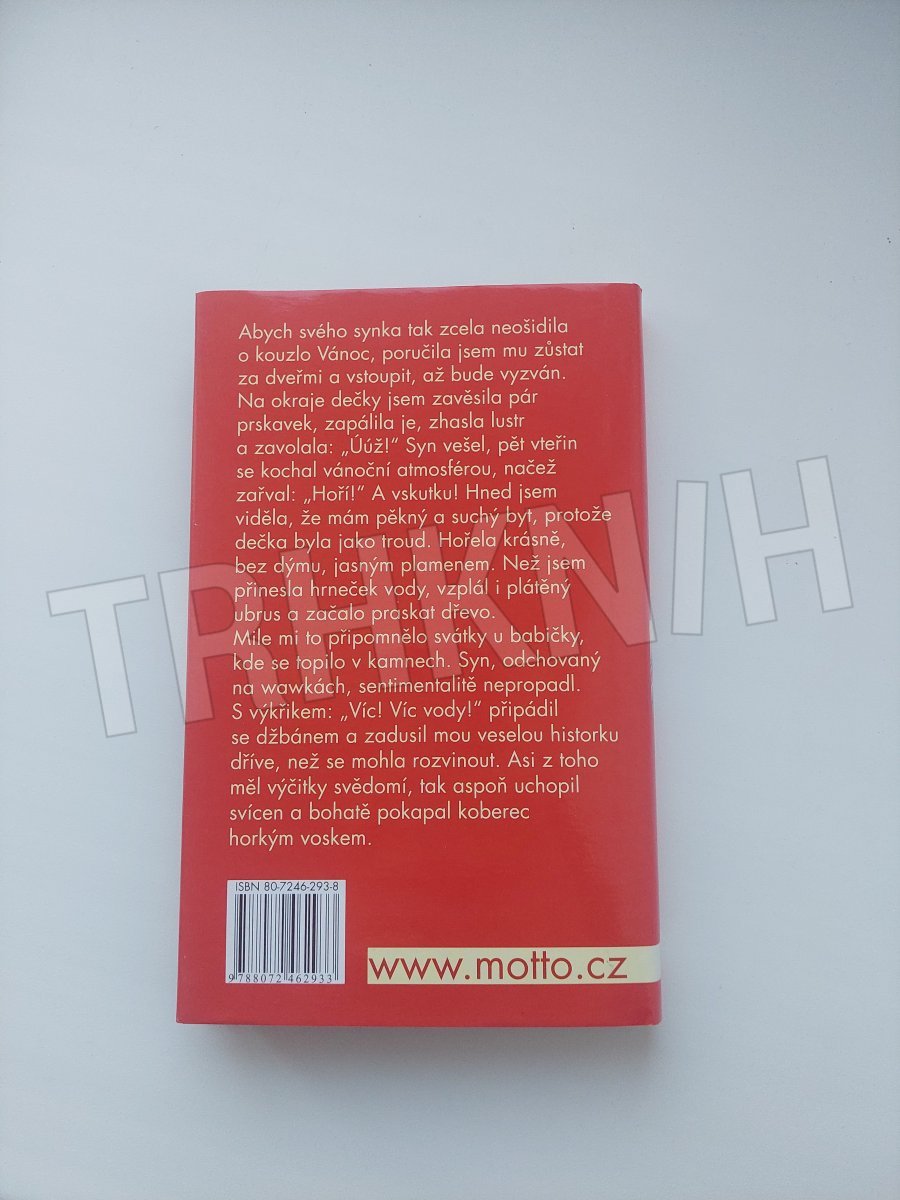 Abych svého synka tak zcela neošidila
o kouzlo Vánoc, poručila jsem mu zůstat
za dveřmi a vstoupit, až bude vyzván.
Na okraje dečky jsem zavěsila pár
prskavek, zapálila je, zhasla lustr
a zavolala: „Úúž!“ Syn vešel, pět vteřin
se kochal vánoční atmosférou, načež
zařval: „Hoří!“ A vskutku! Hned jsem
viděla, že mám pěkný a suchý byt, protože
dečka byla jako troud. Hořela krásně,
bez dýmu, jasným plamenem. Než jsem
přinesla hrneček vody, vzplál i plátěný
ubrus a začalo praskat dřevo.
Mile mi to připomnělo svátky u babičky,
kde se topilo v kamnech. Syn, odchovaný
na wawkách, sentimentalitě nepropadl.
S výkřikem: „Víc! Víc vody!“ připádil
se džbánem a zadusil mou veselou historku
dříve, než se mohla rozvinout. Asi z toho
měl výčitky svědomí, tak aspoň uchopil
svícen a bohatě pokapal koberec
horkým voskem.
ISBN 80-7246-293-8
9 788072 462933
www.motto.cz
TRHKNIH